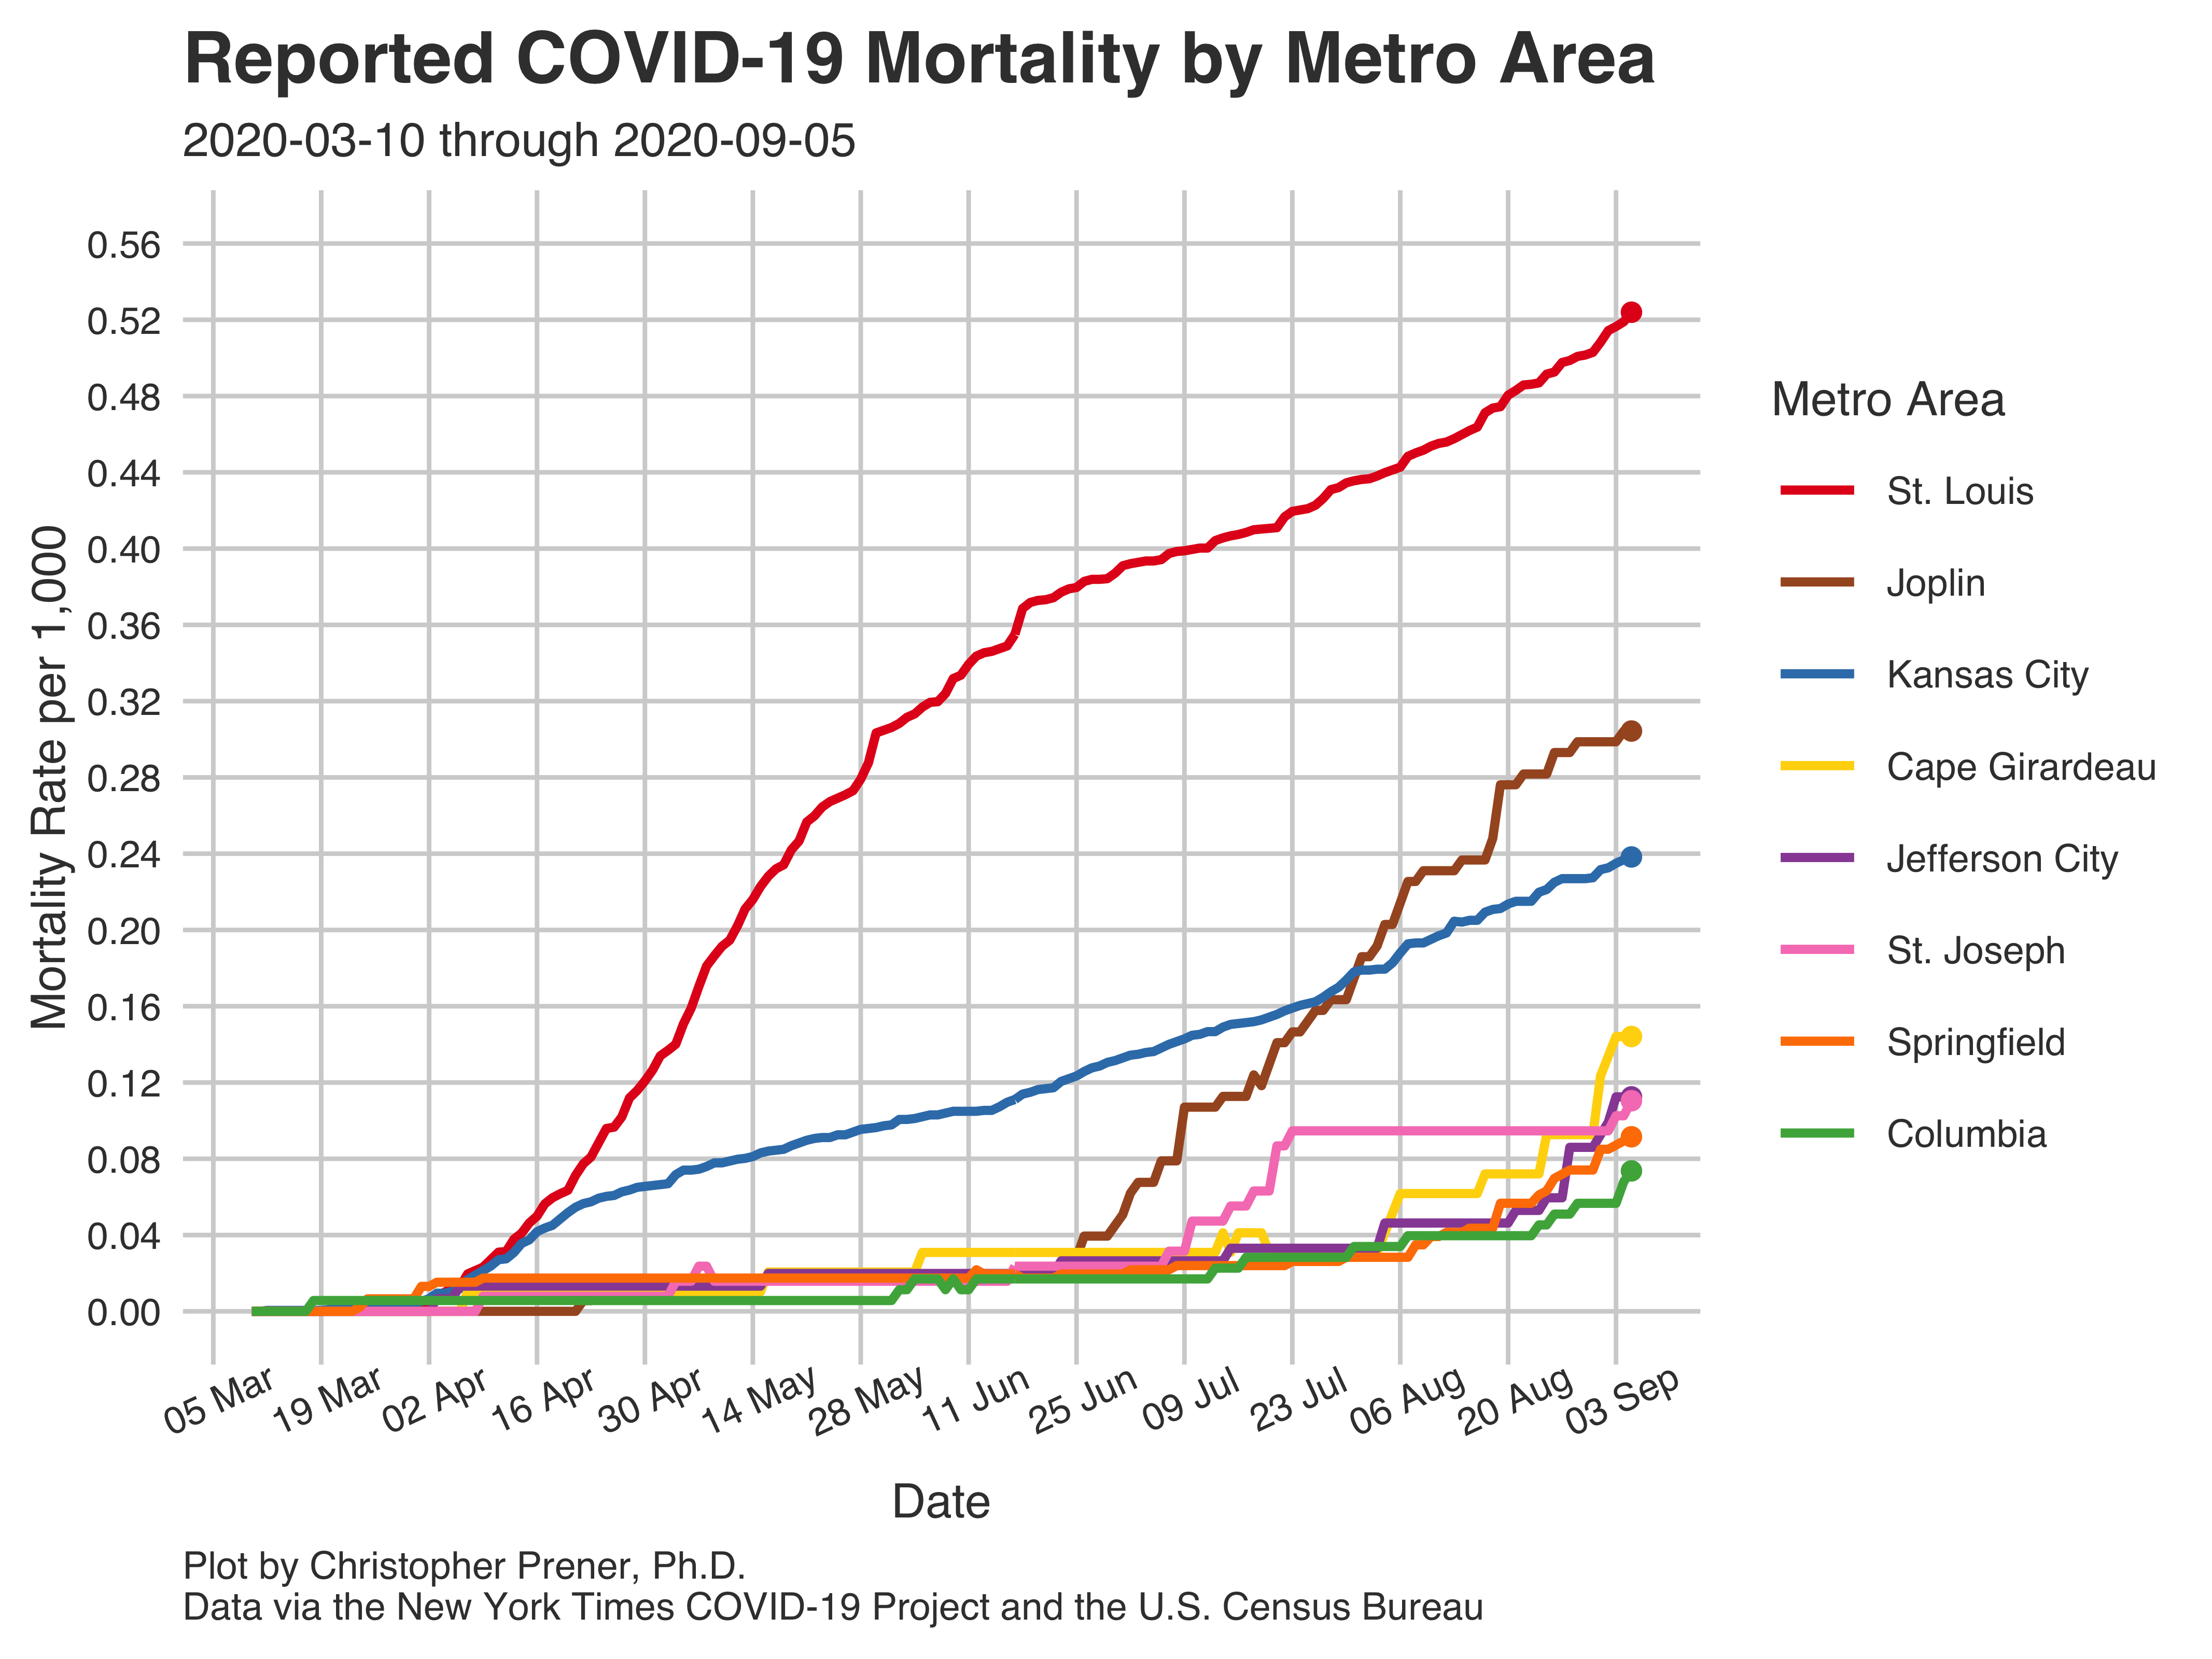 Reported COVID-19 Mortality by Metro Area
2020-03-10 through 2020-09-05
Mortality Rate per 1,000
0.56
0.52
0.48
0.44
0.40
0.36
0.32
0.28
0.24
0.20
0.16
0.12
0.08
0.04
0.00
05 Mar
19 Mar
02 Apr
16 Apr
30 Apr
14 May
28 May
11 Jun
25 Jun
09 Jul
23 Jul
06 Aug
20 Aug
03 Sep
Date
Metro Area
St. Louis
Joplin
Kansas City
Cape Girardeau
Jefferson City
St. Joseph
Springfield
Columbia
Plot by Christopher Prener, Ph.D.
Data via the New York Times COVID-19 Project and the U.S. Census Bureau